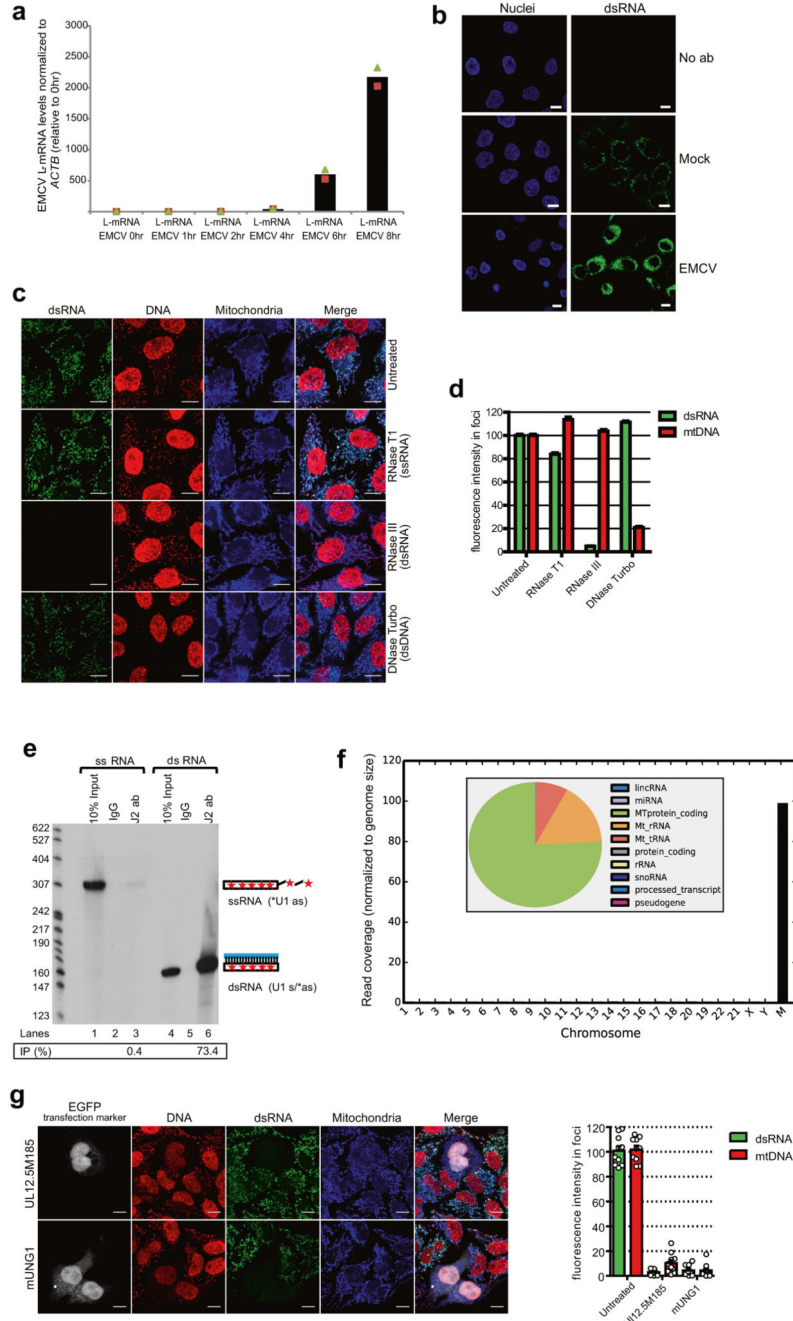 a
EMCV L-mRNA levels normalized to
ACTB (relative to 0hr)
3000
2500
2000
1500
1000
500
L-mRNA L-mRNA L-mRNA L-mRNA L-mRNA L-mRNA
EMCV 0hr EMCV 1hr EMCV 2hr EMCV 4hr EMCV 6hr EMCV 8hr
b
Nuclei dsRNA
No ab
Mock
EMCV
c
dsRNA DNA Mitochondria Merge
Untreated
RNase T1
(ssRNA)
RNase III
(dsRNA)
DNase Turbo
(dsDNA)
d
fluorescence intensity in foci
120
100
80
60
40
20
0
dsRNA
mtDNA
Untreated
RNase T1
RNase III
DNase Turbo
e
ss RNA ds RNA
10% Input IgG J2 ab 10% Input IgG J2 ab
622
527
404
307
242
217
190
160
147
123
ssRNA (*U1 as)
dsRNA (U1 s/*as)
Lanes 1 2 3 4 5 6
IP (%) 0.4 73.4
f
Read coverage (normalized to genome size)
120
100
80
60
40
20
0
lincRNA
miRNA
MTprotein_coding
Mt_rRNA
Mt_tRNA
protein_coding
rRNA
snoRNA
processed_transcript
pseudogene
1 2 3 4 5 6 7 8 9 10 11 12 13 14 15 16 17 18 19 20 21 22 X Y M
Chromosome
g
EGFP
transfection marker
DNA dsRNA Mitochondria Merge
UL12.5M185
mUNG1
fluorescence intensity in foci
120
100
80
60
40
20
0
dsRNA
mtDNA
Untreated
Ul12.5M185
mUNG1